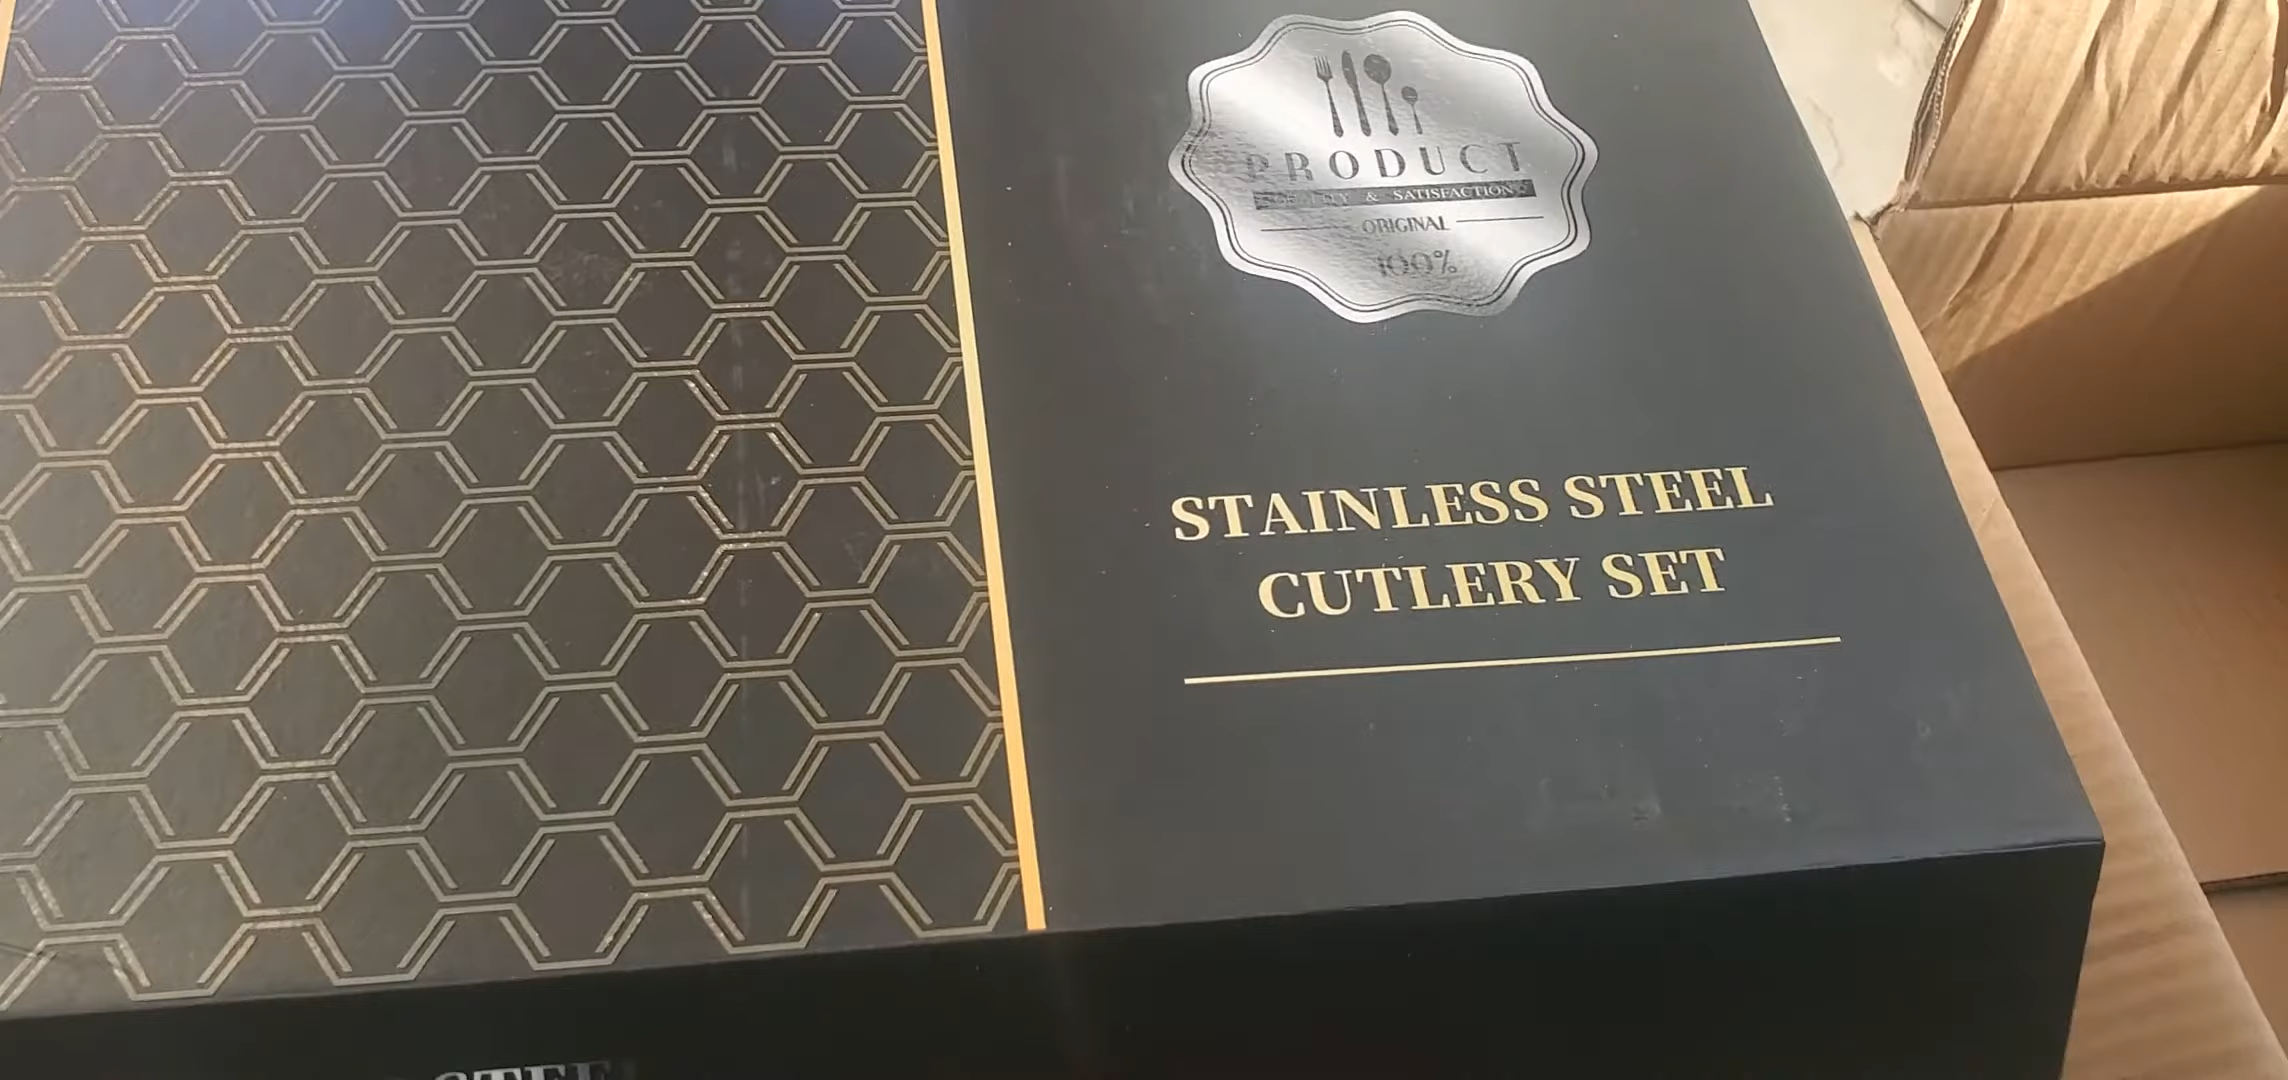 PRODUCT
& SATISFACTION
ORIGINAL
100%
STAINLESS STEEL
CUTLERY SET